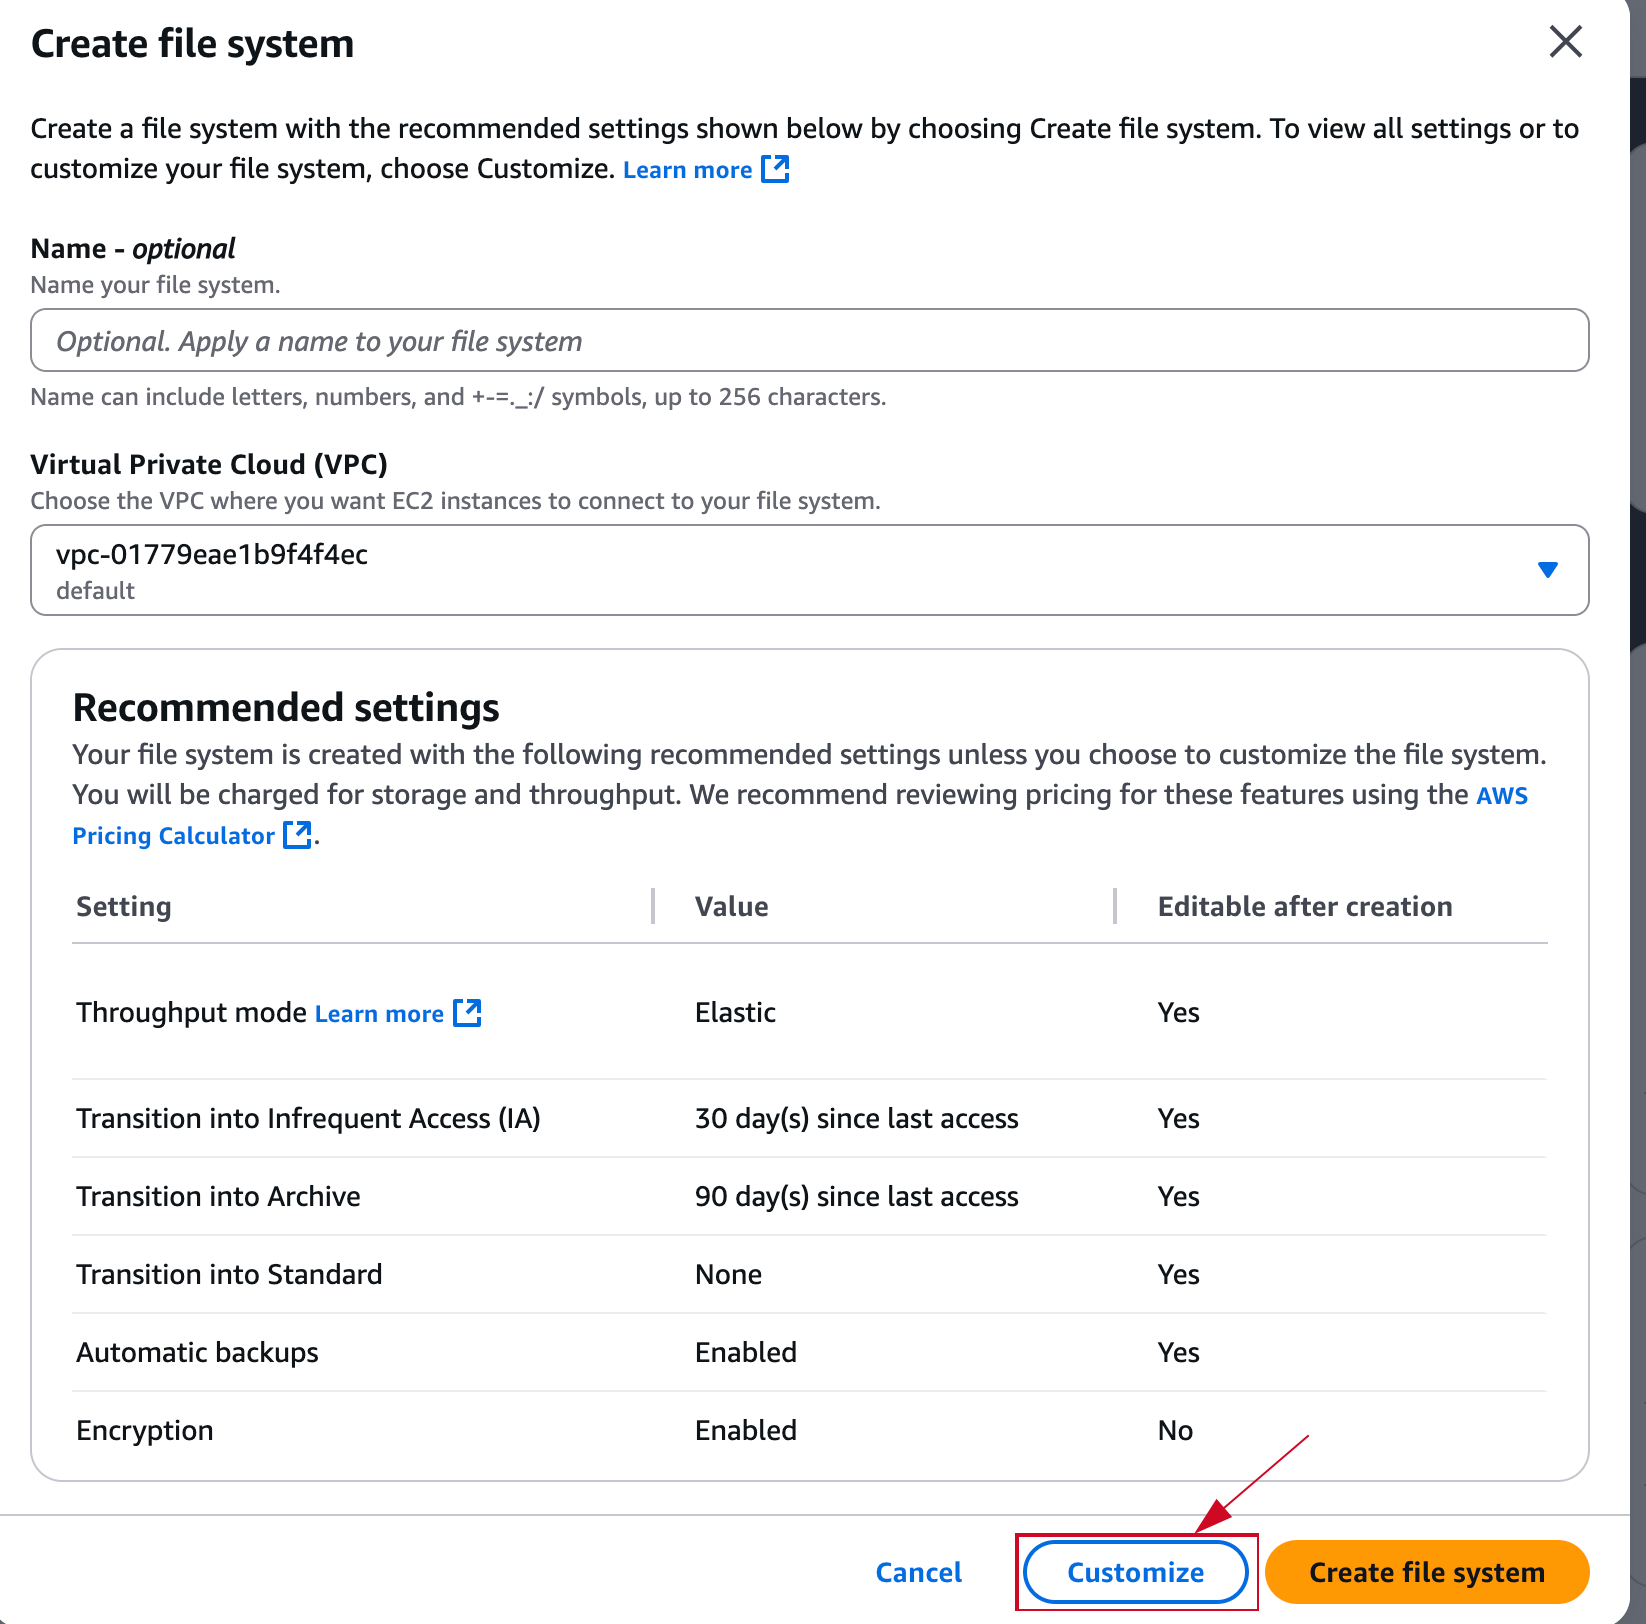 Create file system
Create a file system with the recommended settings shown below by choosing Create file system. To view all settings or to
customize your file system, choose Customize. Learn more
Name - optional
Name your file system.
Optional. Apply a name to your file system
Name can include letters, numbers, and +-=._:/ symbols, up to 256 characters.
Virtual Private Cloud (VPC)
Choose the VPC where you want EC2 instances to connect to your file system.
vpc-01779eae1b9f4f4ec
default
Recommended settings
Your file system is created with the following recommended settings unless you choose to customize the file system.
You will be charged for storage and throughput. We recommend reviewing pricing for these features using the AWS
Pricing Calculator.
Setting Value Editable after creation
Throughput mode Learn more Elastic Yes
Transition into Infrequent Access (IA) 30 day(s) since last access Yes
Transition into Archive 90 day(s) since last access Yes
Transition into Standard None Yes
Automatic backups Enabled Yes
Encryption Enabled No
Cancel Customize Create file system